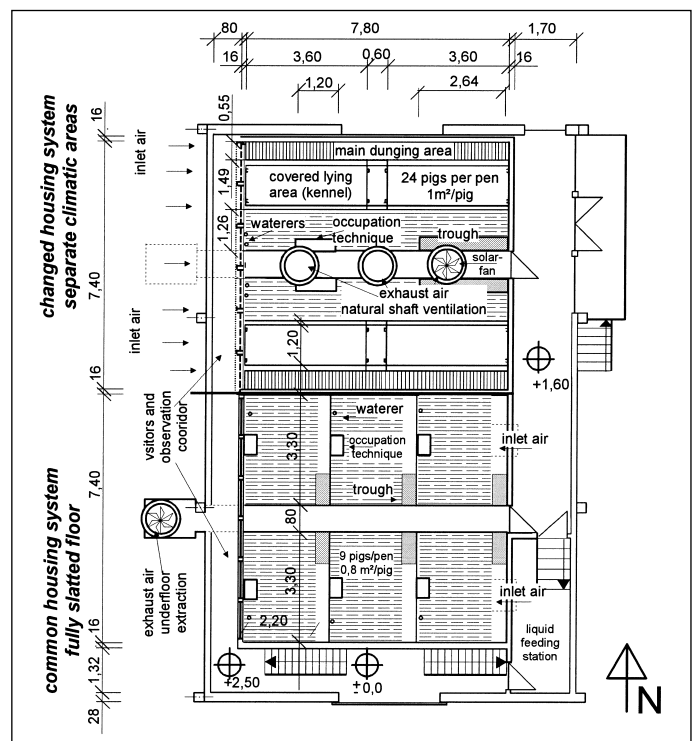 80
7,80
1,70
16
3,60
0,60
3,60
16
1,20
2,64
16
0,55
changed housing system
separate climatic areas
inlet air
main dunging area
covered lying
area (kennel)
24 pigs per pen
1m²/pig
1,49
waterers
occupation
technique
trough
1,26
solar-
fan
7,40
exhaust air
natural shaft ventilation
inlet air
1,20
16
+1,60
vsitors and
observation
cooridor
waterer
inlet air
occupation
technique
3,30
7,40
trough
80
common housing system
fully slatted floor
exhaust air
underfloor
extraction
9 pigs/pen
0,8 m²/pig
3,30
inlet air
2,20
16
liquid
feeding
station
1,32
+2,50
±0,0
N
28